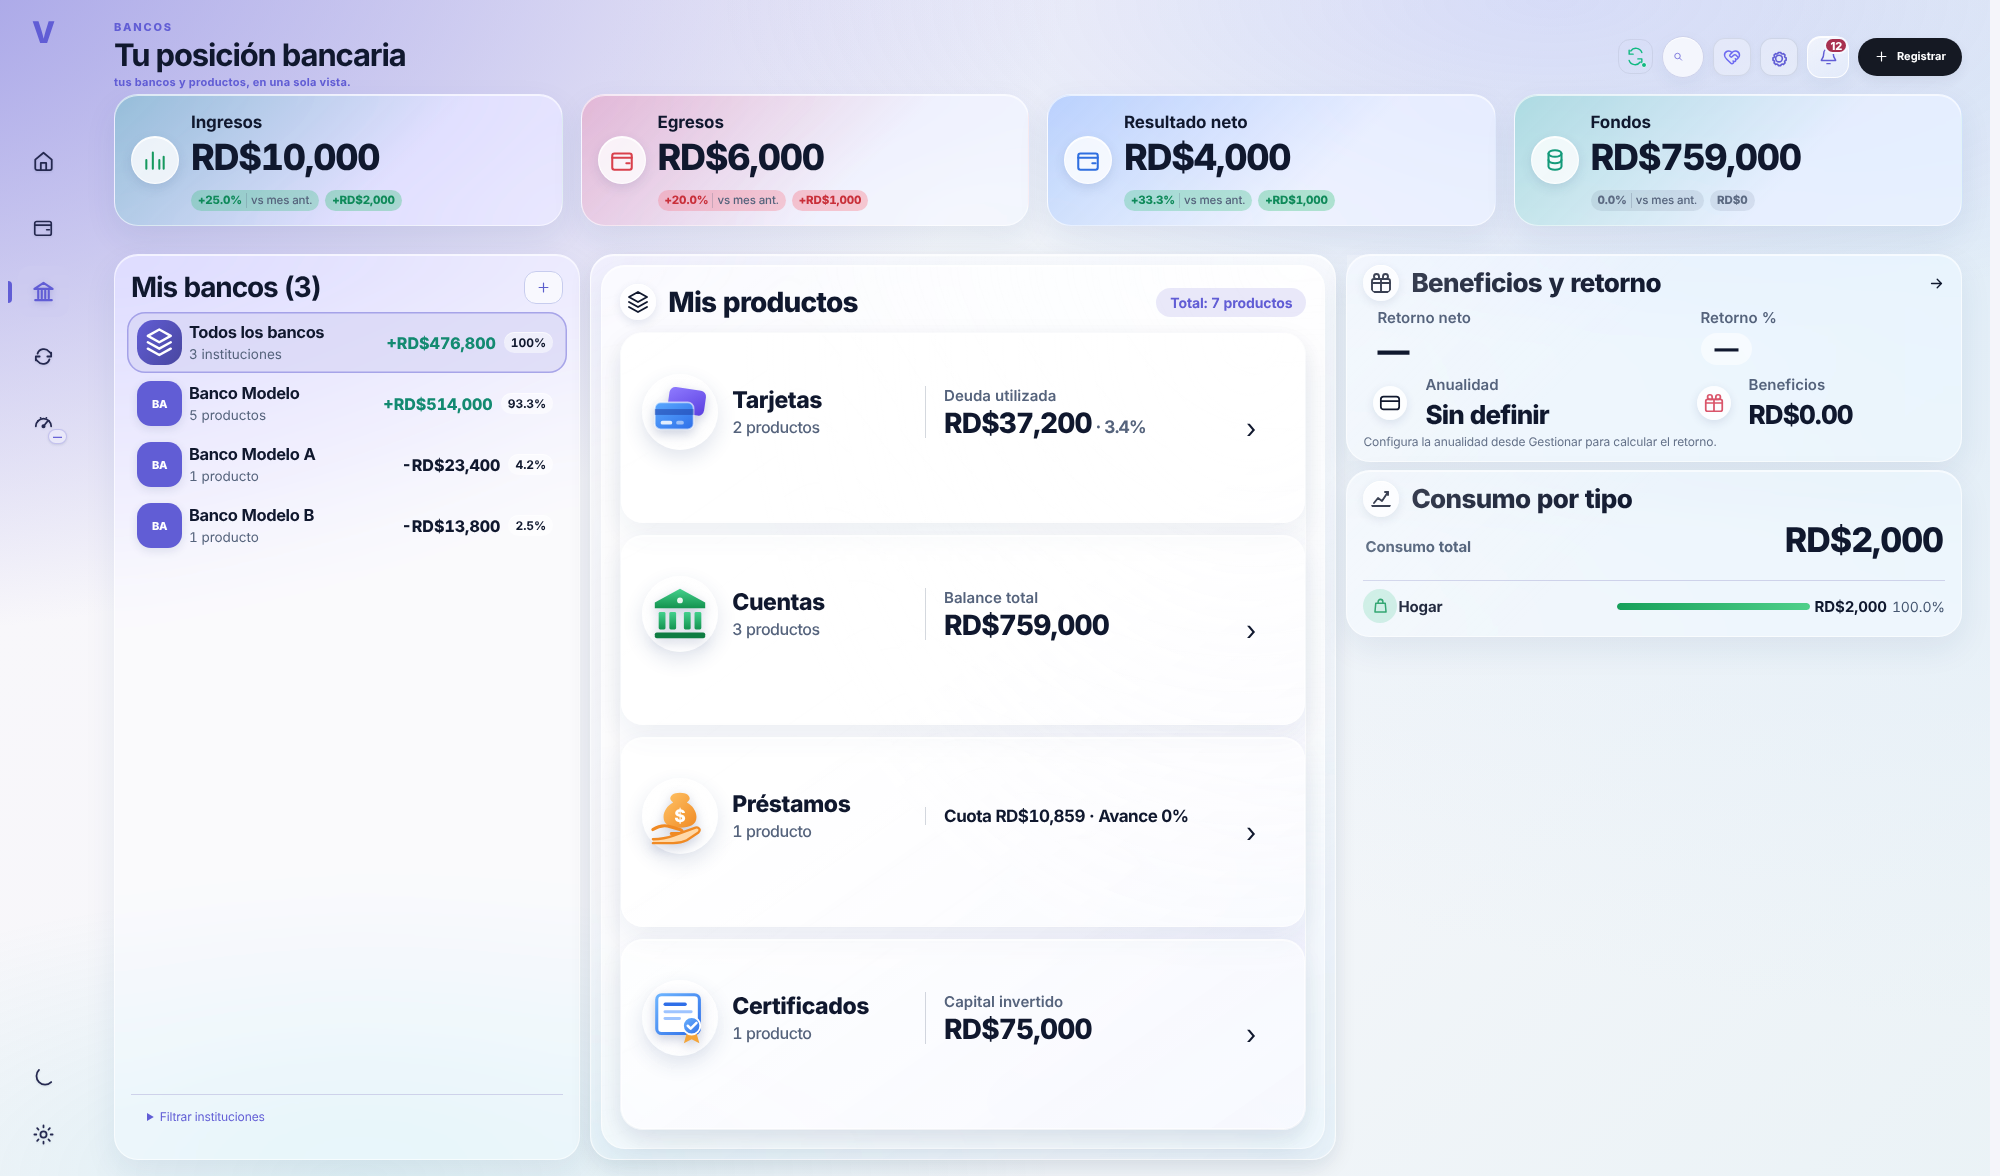 V
BANCOS
Tu posición bancaria
tus bancos y productos, en una sola vista.
12
+ Registrar
Ingresos
RD$10,000
+25.0% vs mes ant. +RD$2,000
Egresos
RD$6,000
+20.0% vs mes ant. +RD$1,000
Resultado neto
RD$4,000
+33.3% vs mes ant. +RD$1,000
Fondos
RD$759,000
0.0% vs mes ant. RD$0
Mis bancos (3)
+
Todos los bancos
3 instituciones
+RD$476,800 100%
BA
Banco Modelo
5 productos
+RD$514,000 93.3%
BA
Banco Modelo A
1 producto
-RD$23,400 4.2%
BA
Banco Modelo B
1 producto
-RD$13,800 2.5%
▶ Filtrar instituciones
Mis productos
Total: 7 productos
Tarjetas
2 productos
Deuda utilizada
RD$37,200 · 3.4%
›
Cuentas
3 productos
Balance total
RD$759,000
›
$
Préstamos
1 producto
Cuota RD$10,859 · Avance 0%
›
Certificados
1 producto
Capital invertido
RD$75,000
›
Beneficios y retorno
→
Retorno neto
—
Retorno %
—
Anualidad
Sin definir
Beneficios
RD$0.00
Configura la anualidad desde Gestionar para calcular el retorno.
Consumo por tipo
Consumo total
RD$2,000
Hogar
RD$2,000 100.0%